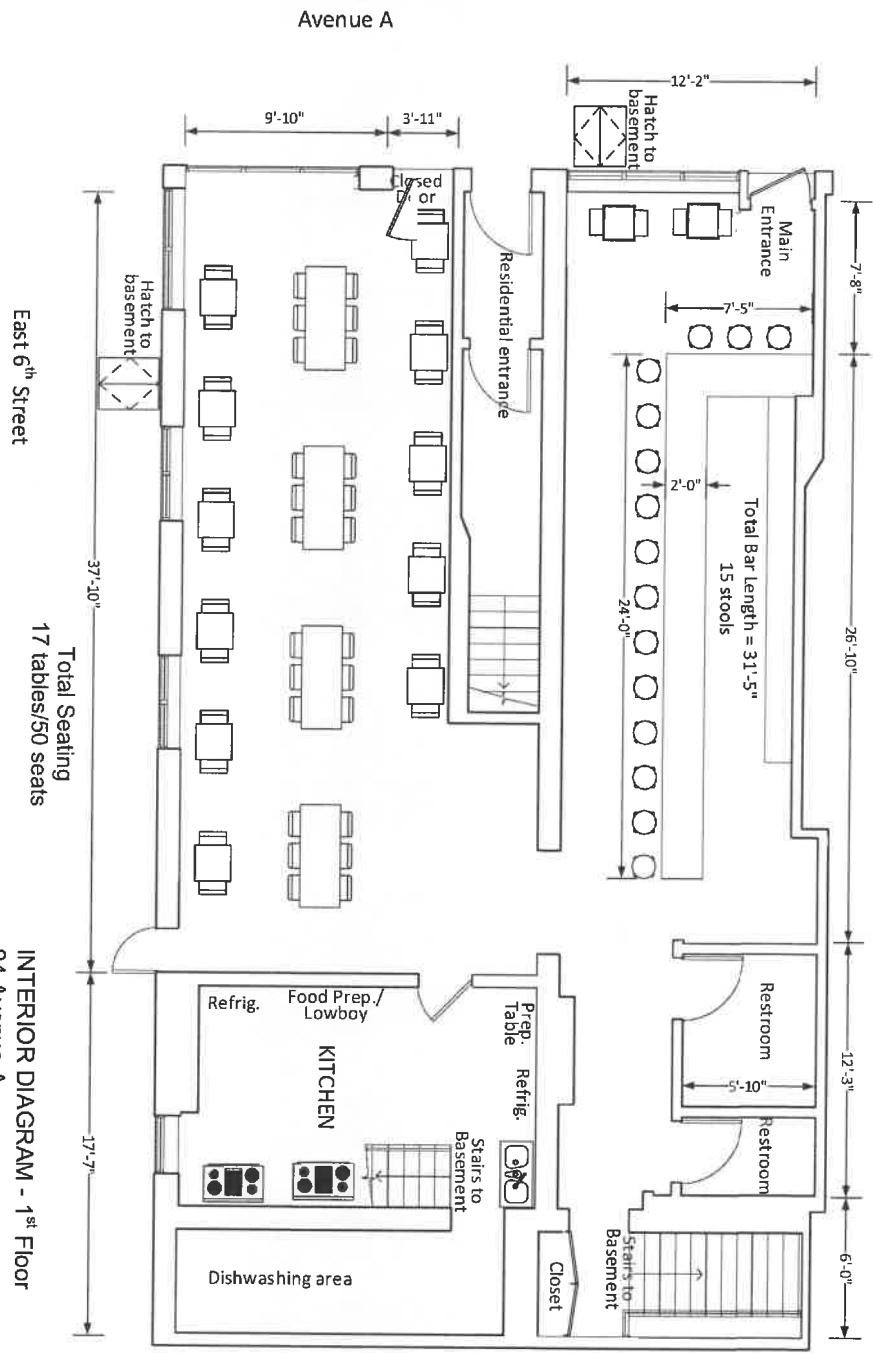 Avenue A
12'-2"
9'-10"
3'-11"
Hatch to
basement
Closed
Door
Main
Entrance
7'-8"
Residential entrance
7'-5"
Hatch to
basement
East 6th Street
2'-0"
Total Bar Length = 31'-5"
15 stools
24'-0"
26'-10"
37'-10"
Total Seating
17 tables/50 seats
Refrig.
Food Prep./
Lowboy
Prep.
Table
Refrig.
KITCHEN
Restroom
5'-10"
12'-3"
Restroom
Stairs to
Basement
17'-7"
Dishwashing area
Closet
Stairs to
Basement
6'-0"
INTERIOR DIAGRAM - 1st Floor